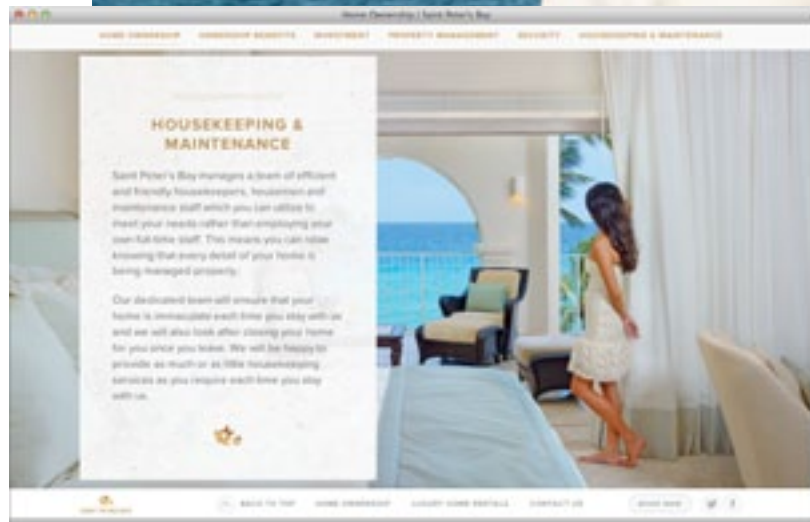 Home Ownership | Saint Peter's Bay
HOME OWNERSHIP OWNERSHIP BENEFITS INVESTMENT PROPERTY MANAGEMENT SECURITY HOUSEKEEPING & MAINTENANCE
HOUSEKEEPING &
MAINTENANCE
Saint Peter's Bay manages a team of efficient
and friendly housekeepers, housemen and
maintenance staff which you can utilize to
meet your needs rather than employing your
own full-time staff. This means you can relax
knowing that every detail of your home is
being managed properly.
Our dedicated team will ensure that your
home is immaculate each time you stay with us
and we will also look after closing your home
for you once you leave. We will be happy to
provide as much or as little housekeeping
services as you require each time you stay
with us.
BACK TO TOP HOME OWNERSHIP LUXURY HOME RENTALS CONTACT US BOOK NOW